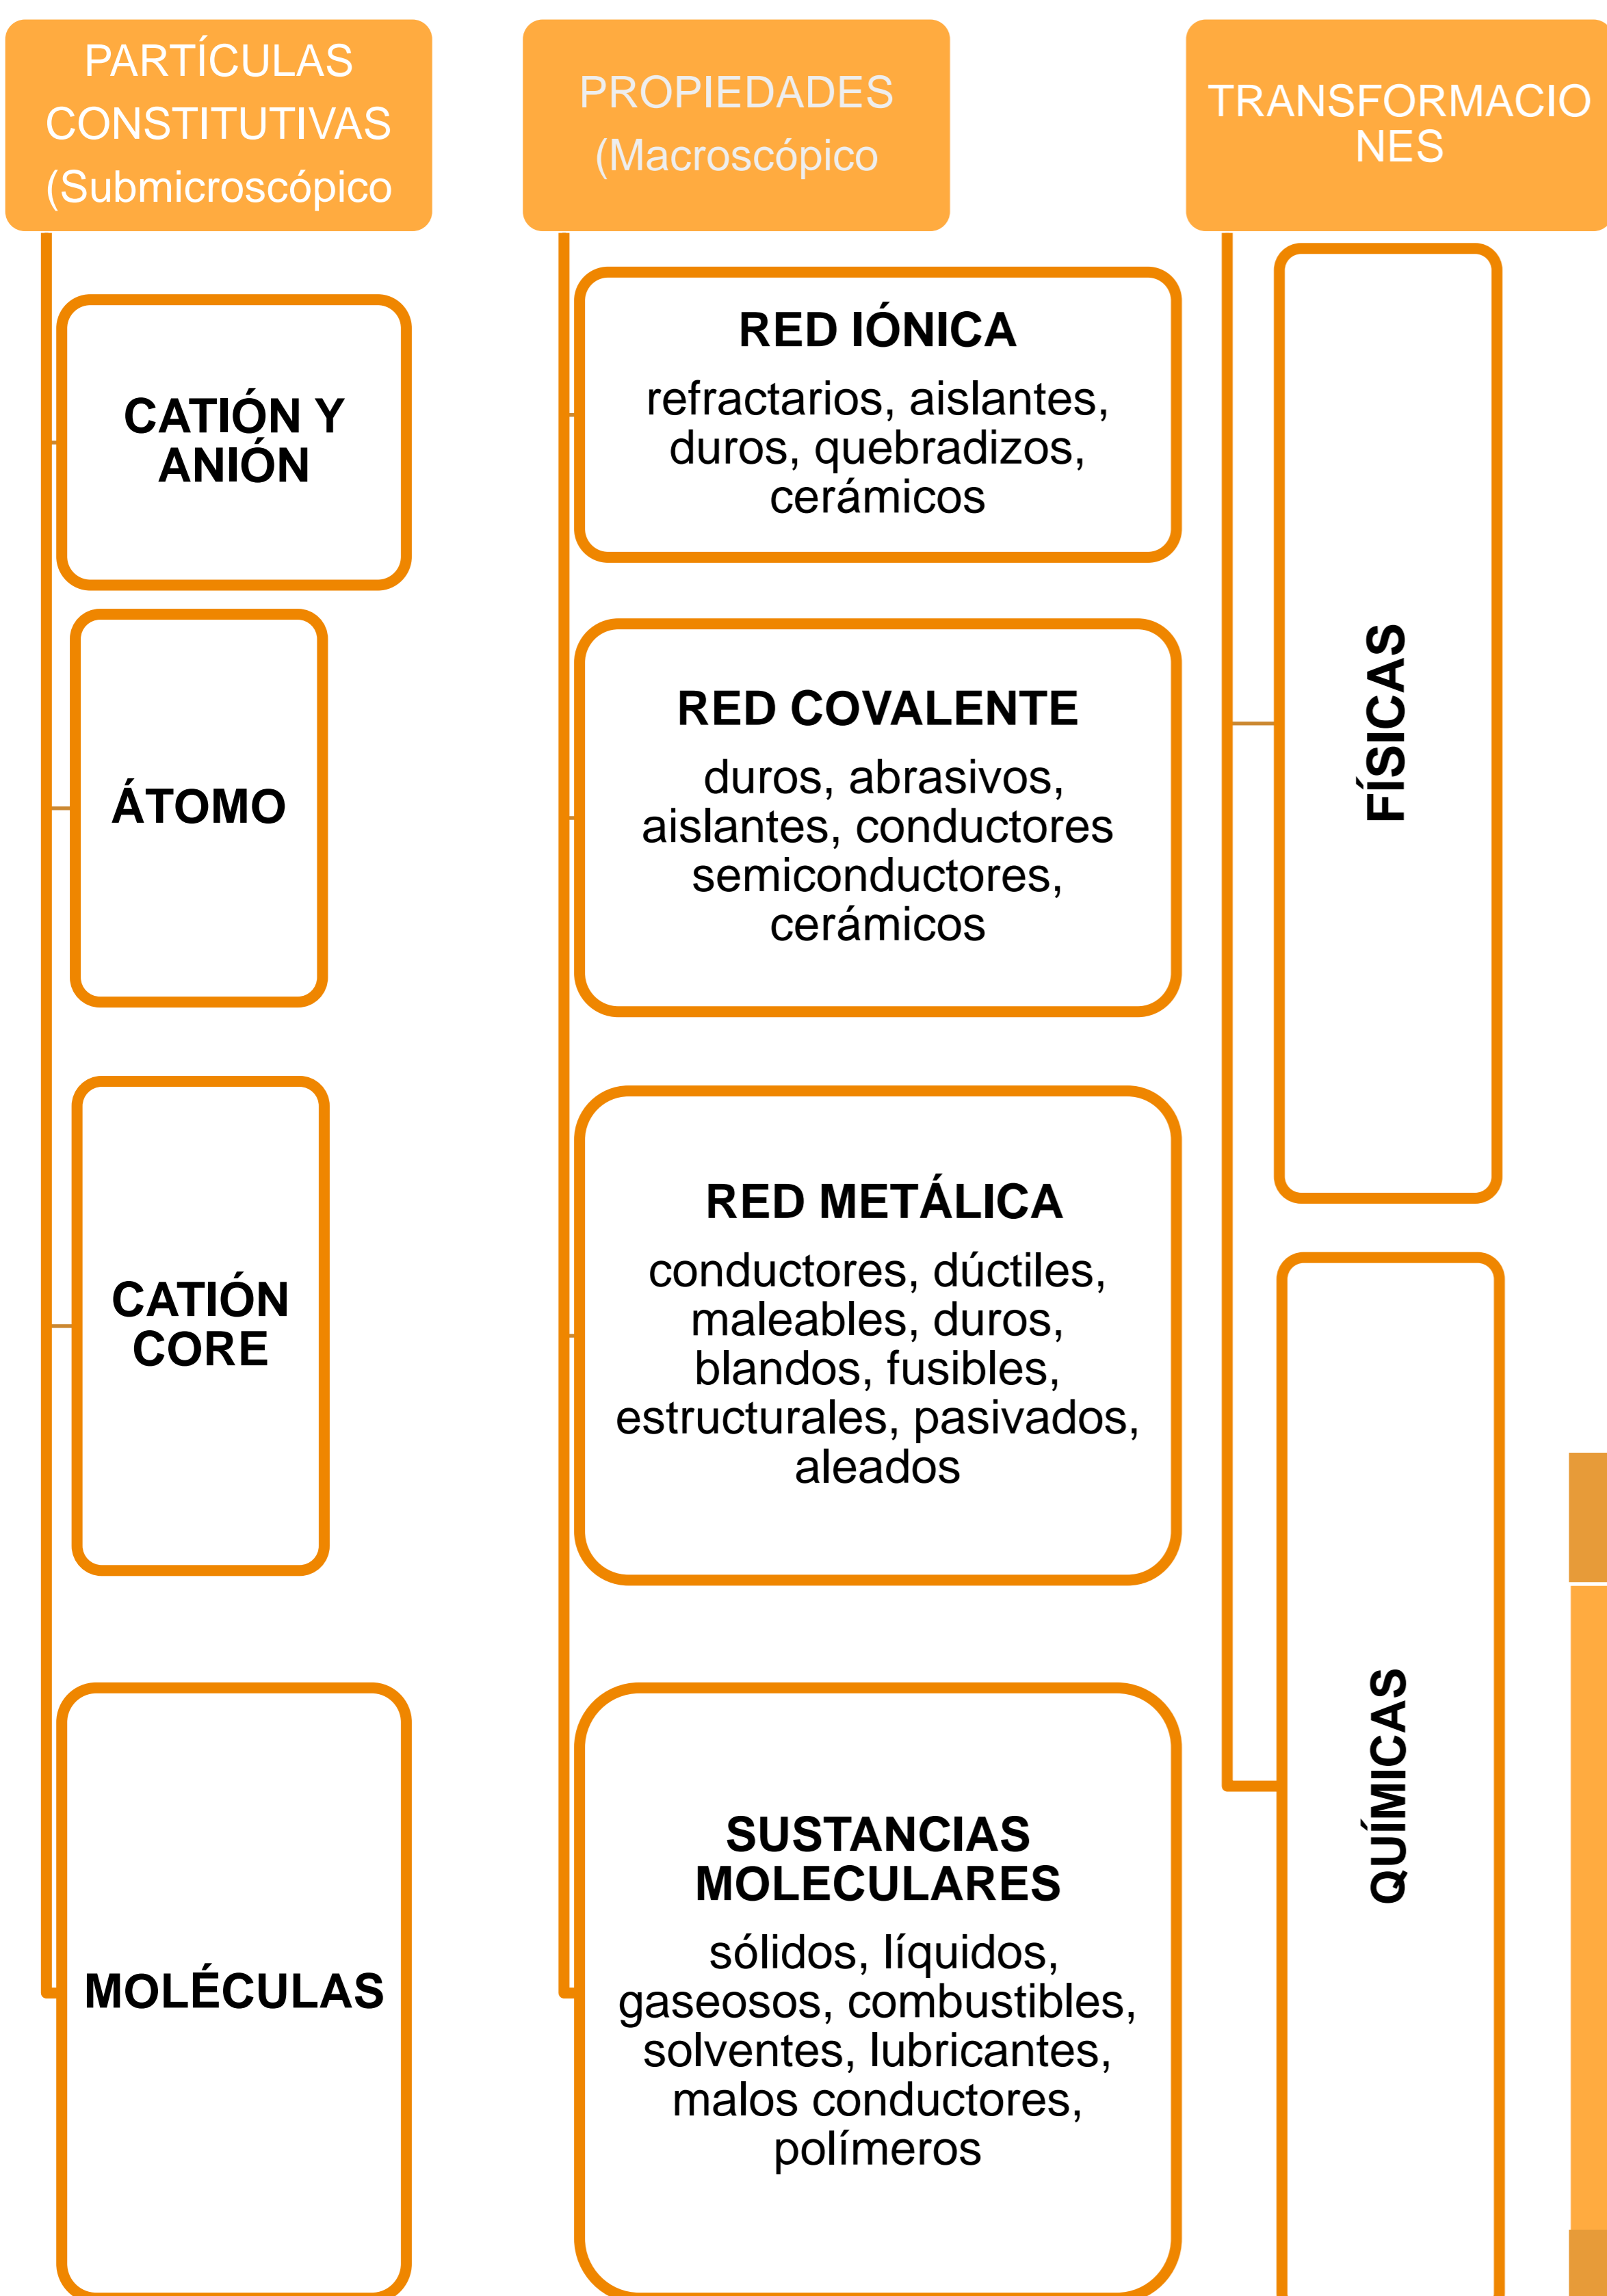 PARTÍCULAS
CONSTITUTIVAS
(Submicroscópico
CATIÓN Y
ANIÓN
ÁTOMO
CATIÓN
CORE
MOLÉCULAS
PROPIEDADES
(Macroscópico
RED IÓNICA
refractarios, aislantes,
duros, quebradizos,
cerámicos
RED COVALENTE
duros, abrasivos,
aislantes, conductores
semiconductores,
cerámicos
RED METÁLICA
conductores, dúctiles,
maleables, duros,
blandos, fusibles,
estructurales, pasivados,
aleados
SUSTANCIAS
MOLECULARES
sólidos, líquidos,
gaseosos, combustibles,
solventes, lubricantes,
malos conductores,
polímeros
TRANSFORMACIO
NES
FÍSICAS
QUÍMICAS